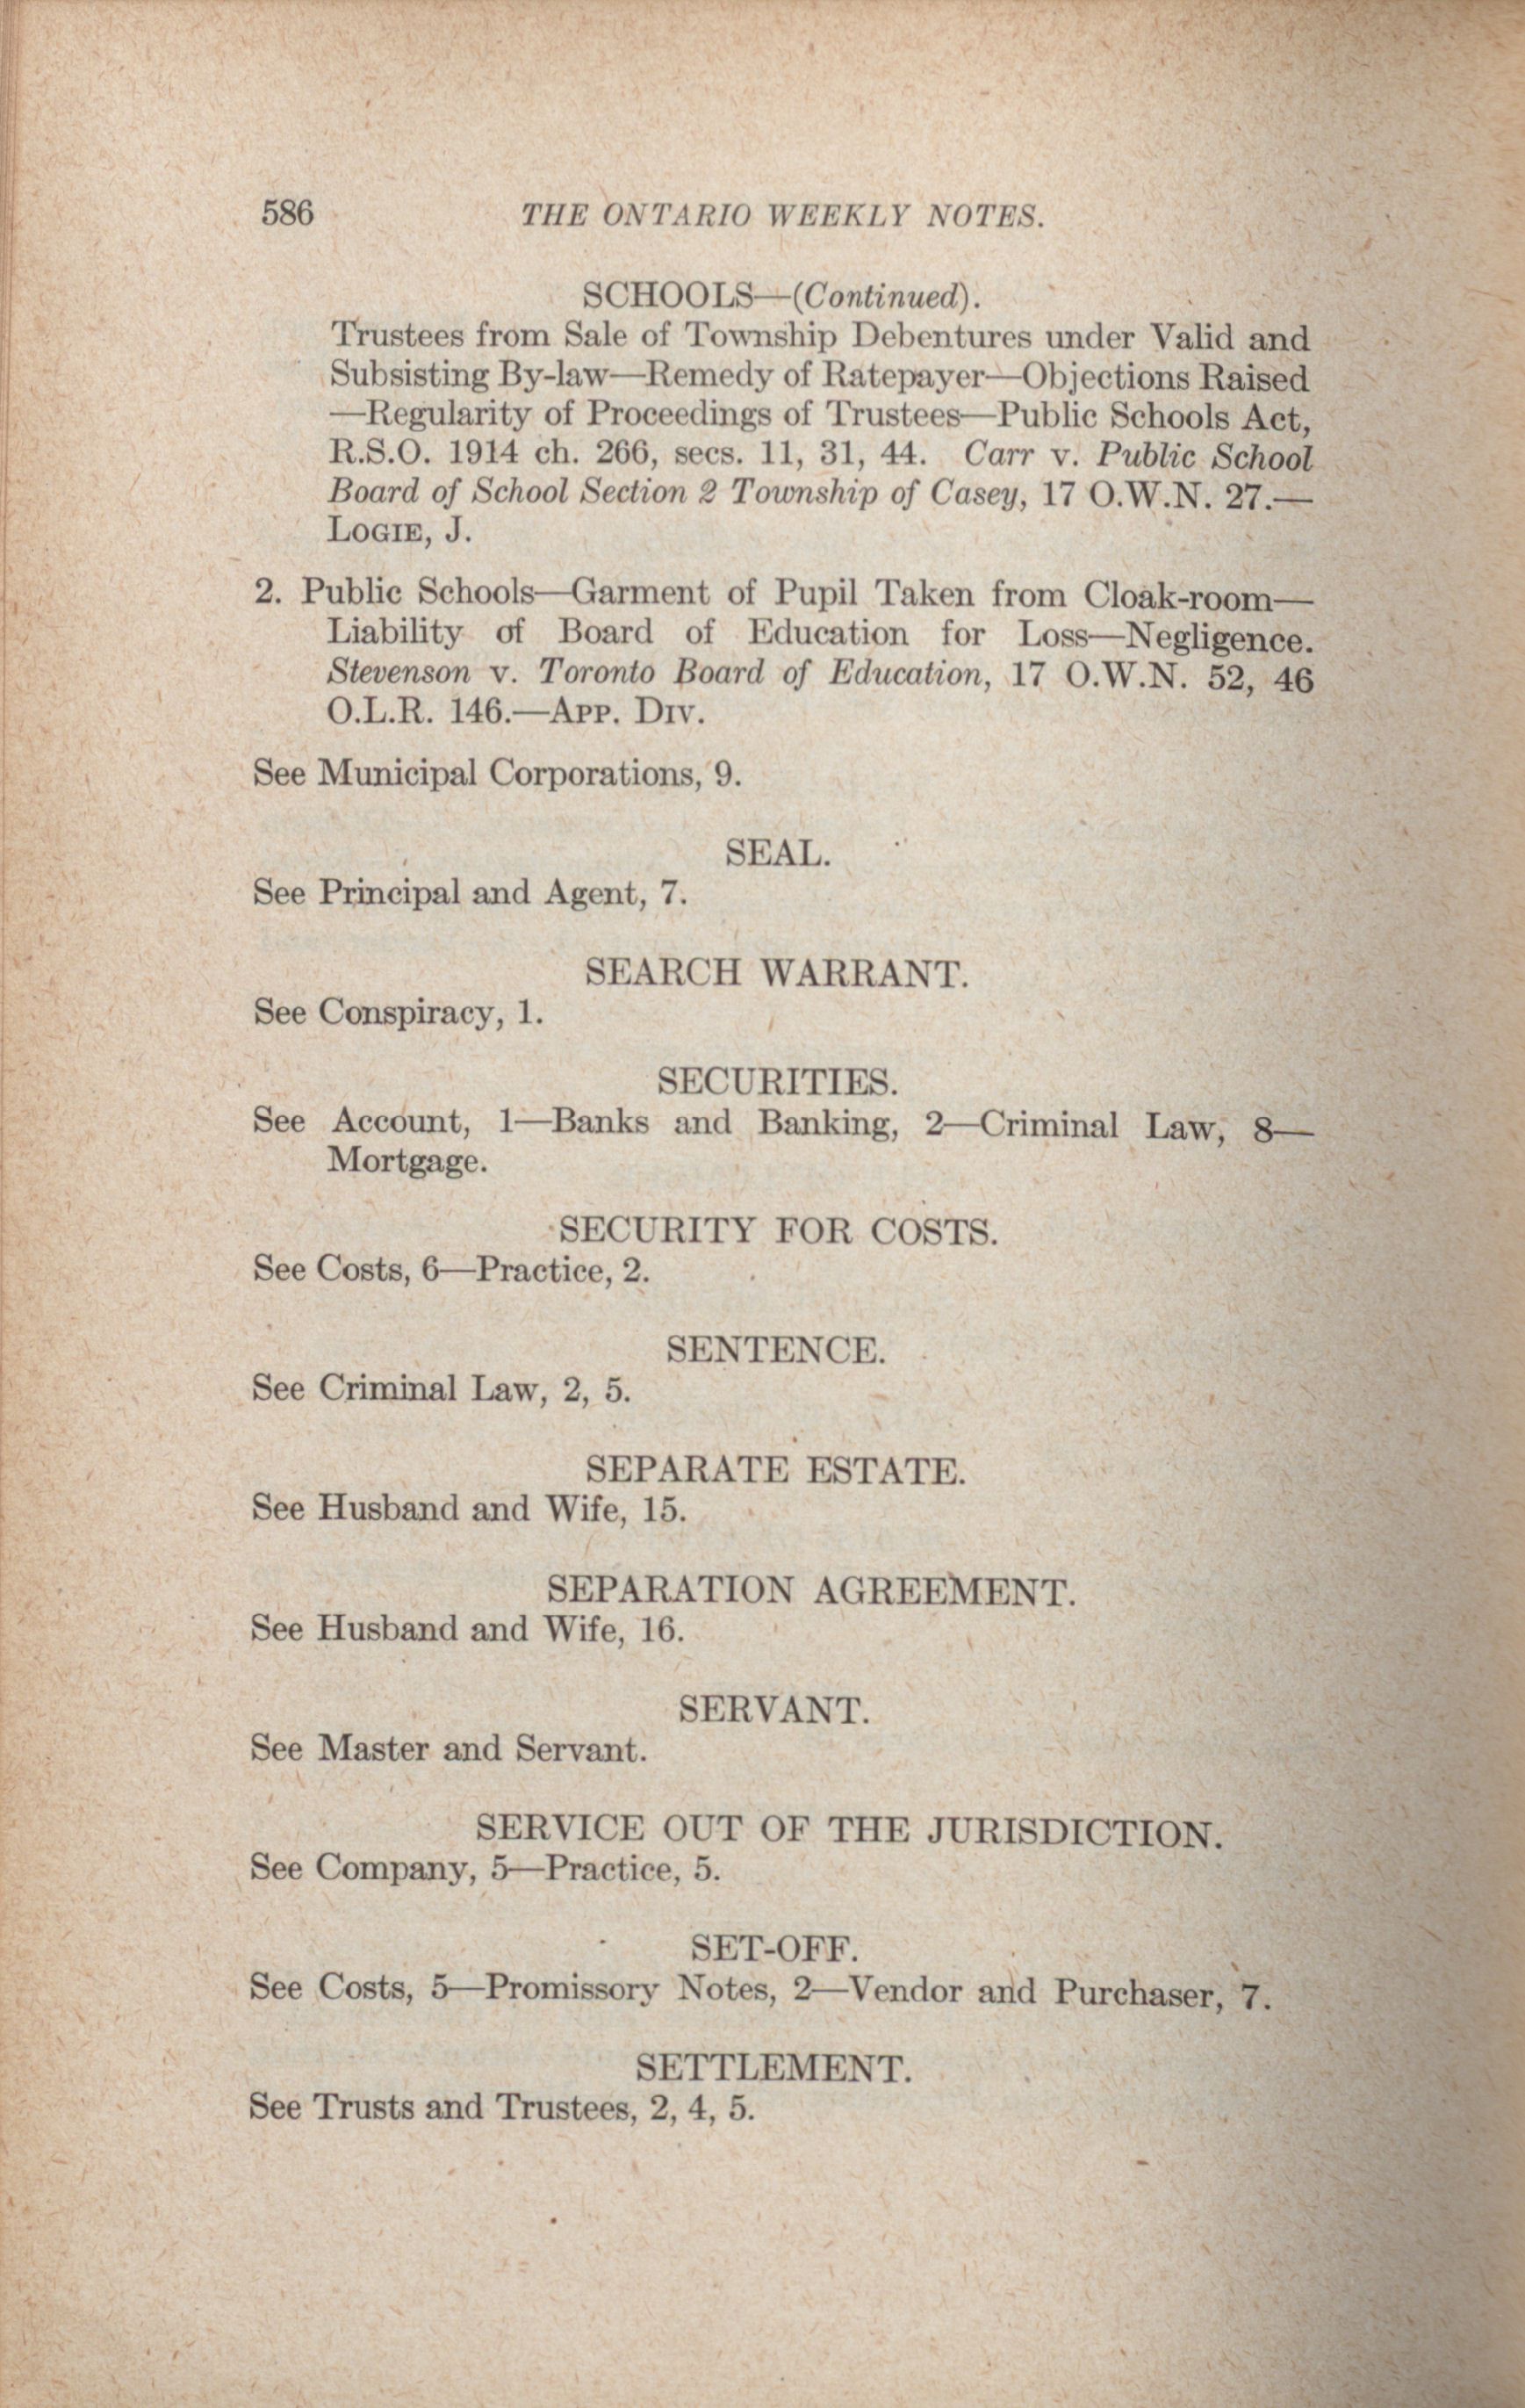 586 THE ONTARIO WEEKLY NOTES.
SCHOOLS—(Continued).
Trustees from Sale of Township Debentures under Valid and
Subsisting By-law—Remedy of Ratepayer—Objections Raised
—Regularity of Proceedings of Trustees—Public Schools Act,
R.S.O. 1914 ch. 266, secs. 11, 31, 44. Carr v. Public School
Board of School Section 2 Township of Casey, 17 O.W.N. 27.—
LOGIE, J.
2. Public Schools—Garment of Pupil Taken from Cloak-room—
Liability of Board of Education for Loss—Negligence.
Stevenson v. Toronto Board of Education, 17 O.W.N. 52, 46
O.L.R. 146.—APP. DIV.
See Municipal Corporations, 9.
SEAL.
See Principal and Agent, 7.
SEARCH WARRANT.
See Conspiracy, 1.
SECURITIES.
See Account, 1—Banks and Banking, 2—Criminal Law, 8—
Mortgage.
SECURITY FOR COSTS.
See Costs, 6—Practice, 2.
SENTENCE.
See Criminal Law, 2, 5.
SEPARATE ESTATE.
See Husband and Wife, 15.
SEPARATION AGREEMENT.
See Husband and Wife, 16.
SERVANT.
See Master and Servant.
SERVICE OUT OF THE JURISDICTION.
See Company, 5—Practice, 5.
SET-OFF.
See Costs, 5—Promissory Notes, 2—Vendor and Purchaser, 7.
SETTLEMENT.
See Trusts and Trustees, 2, 4, 5.